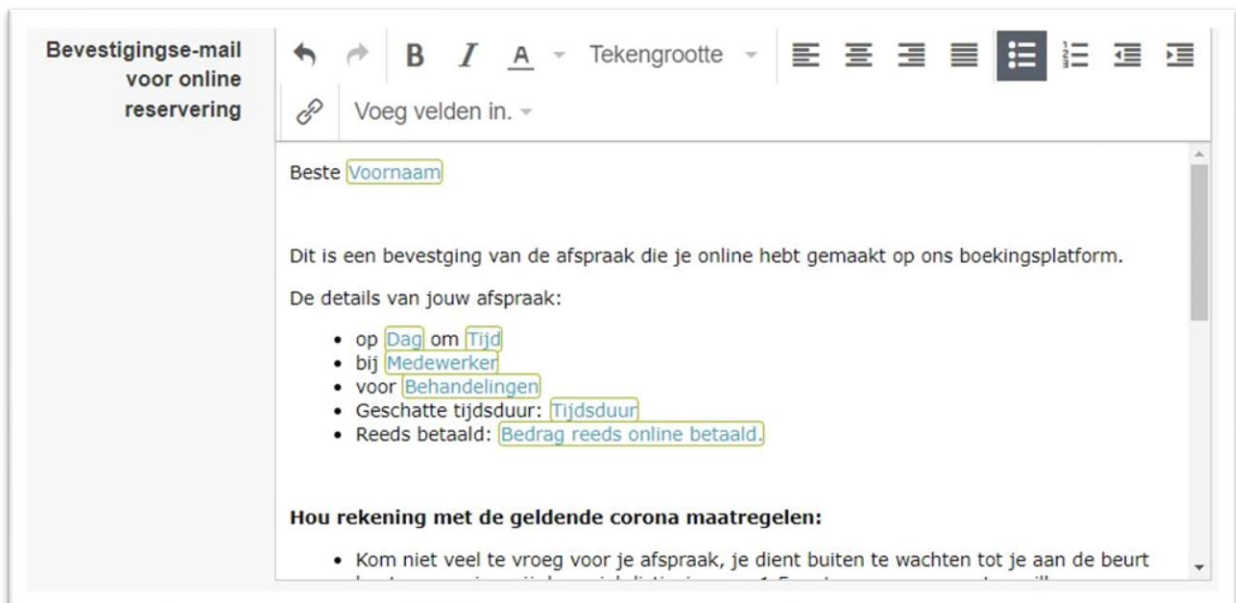 Bevestigingse-mail
voor online
reservering
B I A Tekengrootte
Voeg velden in.
Beste Voornaam
Dit is een bevestging van de afspraak die je online hebt gemaakt op ons boekingsplatform.
De details van jouw afspraak:
• op Dag om Tijd
• bij Medewerker
• voor Behandelingen
• Geschatte tijdsduur: Tijdsduur
• Reeds betaald: Bedrag reeds online betaald.
Hou rekening met de geldende corona maatregelen:
• Kom niet veel te vroeg voor je afspraak, je dient buiten te wachten tot je aan de beurt